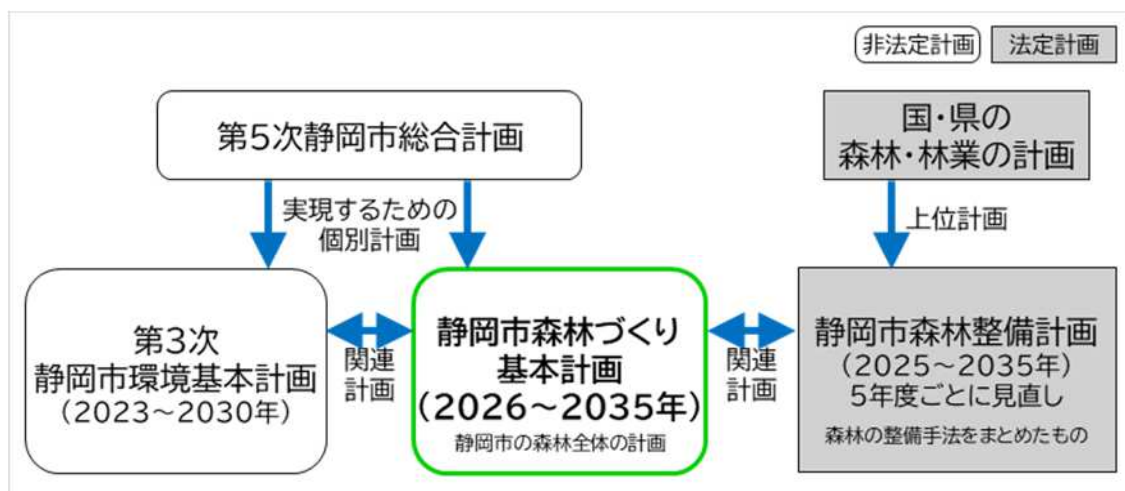 非法定計画
法定計画
第5次静岡市総合計画
国・県の
森林・林業の計画
実現するための
個別計画
上位計画
第3次
静岡市環境基本計画
(2023~2030年)
関連
計画
静岡市森林づくり
基本計画
(2026~2035年)
静岡市の森林全体の計画
関連
計画
静岡市森林整備計画
(2025~2035年)
5年度ごとに見直し
森林の整備手法をまとめたもの